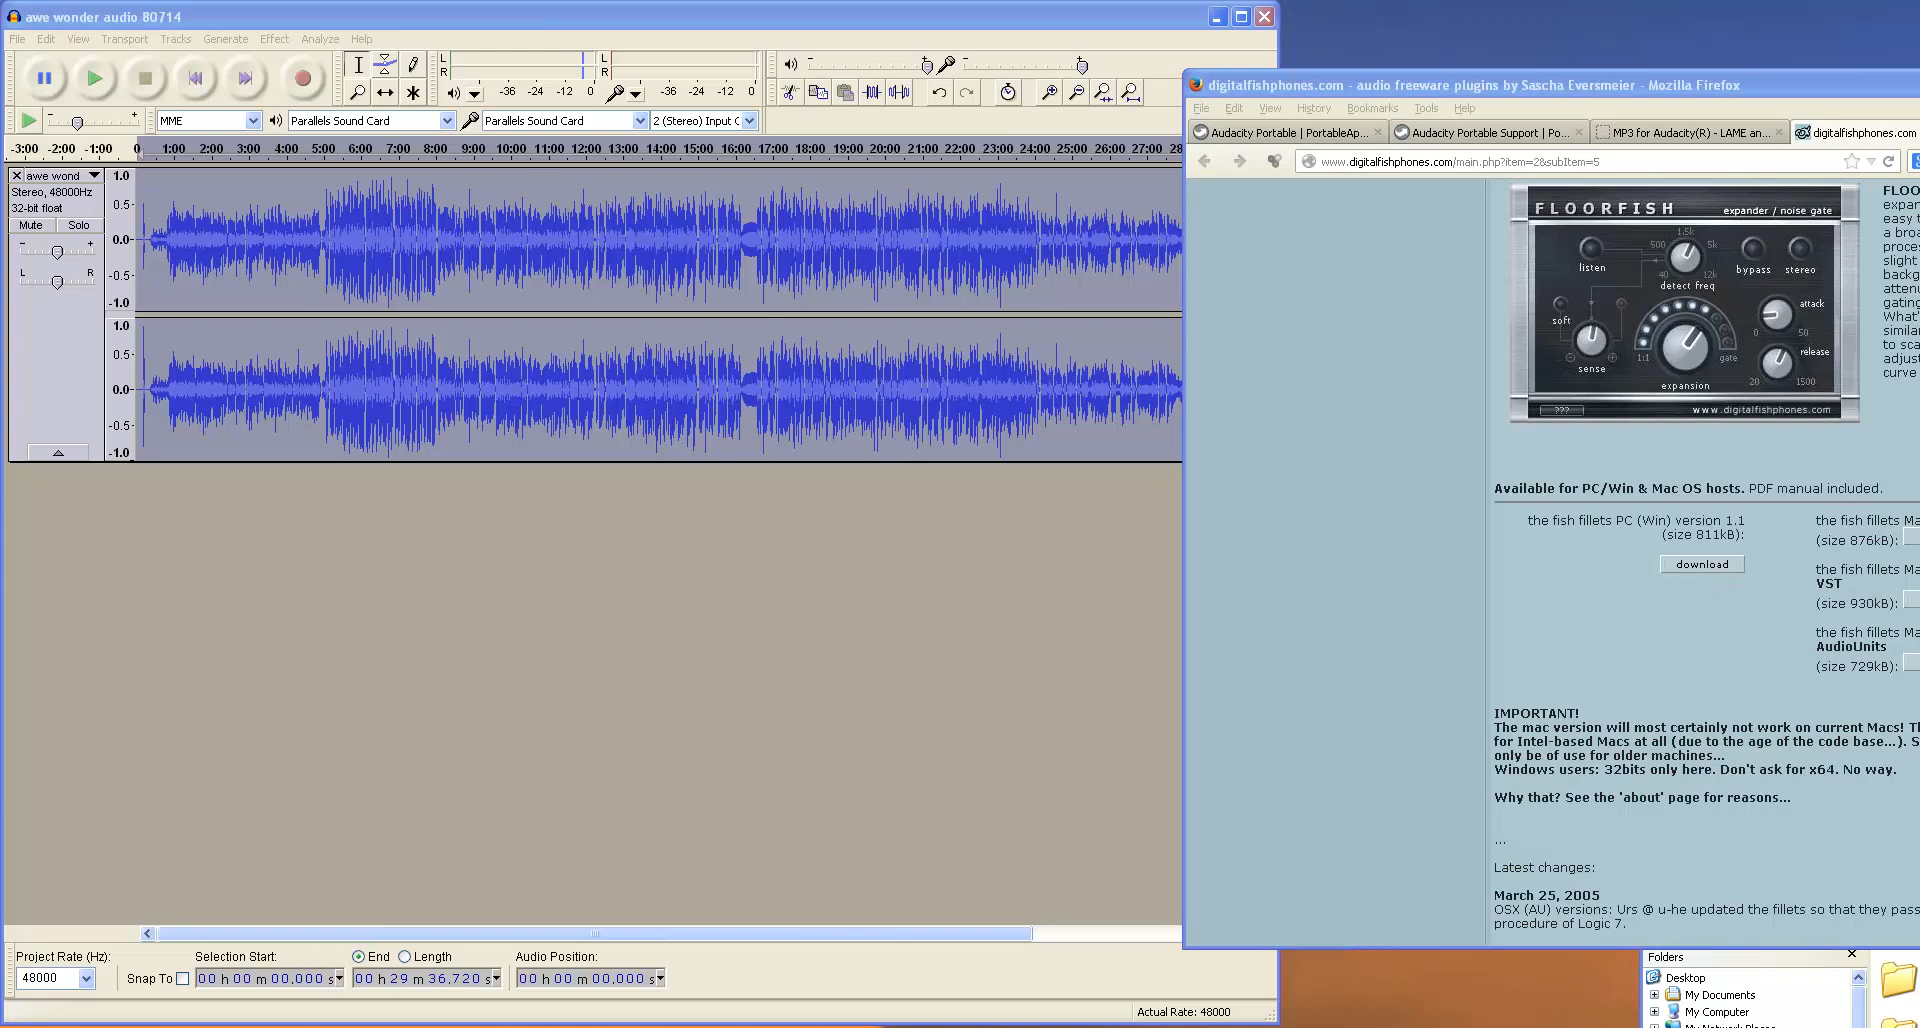 awe wonder audio 80714
File Edit View Transport Tracks Generate Effect Analyze Help
L
R
-36 -24 -12 0
L
R
-36 -24 -12 0
MME
Parallels Sound Card
Parallels Sound Card
2 (Stereo) Input C
-3:00 -2:00 -1:00 0 1:00 2:00 3:00 4:00 5:00 6:00 7:00 8:00 9:00 10:00 11:00 12:00 13:00 14:00 15:00 16:00 17:00 18:00 19:00 20:00 21:00 22:00 23:00 24:00 25:00 26:00 27:00 28
awe wond
Stereo, 48000Hz
32-bit float
Mute Solo
- +
L R
1.0
0.5-
0.0-
-0.5-
-1.0
1.0
0.5-
0.0-
-0.5-
-1.0
Project Rate (Hz):
48000
Snap To
Selection Start:
00 h 00 m 00,000 s
End Length
00 h 29 m 36,720 s
Audio Position:
00 h 00 m 00,000 s
Actual Rate: 48000
digitalfishphones.com - audio freeware plugins by Sascha Eversmeier - Mozilla Firefox
File Edit View History Bookmarks Tools Help
Audacity Portable | PortableAp...
Audacity Portable Support | Po...
MP3 for Audacity(R) - LAME an...
digitalfishphones.com
www.digitalfishphones.com/main.php?item=2&subItem=5
FLOORFISH
expander / noise gate
1.5k
500 5k
40 12k
listen
detect freq
bypass
stereo
soft
sense
1:1 gate
expansion
attack
0 50
release
20 1500
???
www.digitalfishphones.com
FLOO
expar
easy t
a broa
proces
slight
backg
attenu
gating
What'
similar
to sca
adjust
curve
Available for PC/Win & Mac OS hosts. PDF manual included.
the fish fillets PC (Win) version 1.1
(size 811kB):
download
the fish fillets Ma
(size 876kB):
the fish fillets Ma
VST
(size 930kB):
the fish fillets Ma
AudioUnits
(size 729kB):
IMPORTANT!
The mac version will most certainly not work on current Macs! Th
for Intel-based Macs at all (due to the age of the code base...). S
only be of use for older machines...
Windows users: 32bits only here. Don't ask for x64. No way.
Why that? See the 'about' page for reasons...
...
Latest changes:
March 25, 2005
OSX (AU) versions: Urs @ u-he updated the fillets so that they pass
procedure of Logic 7.
Folders
Desktop
My Documents
My Computer